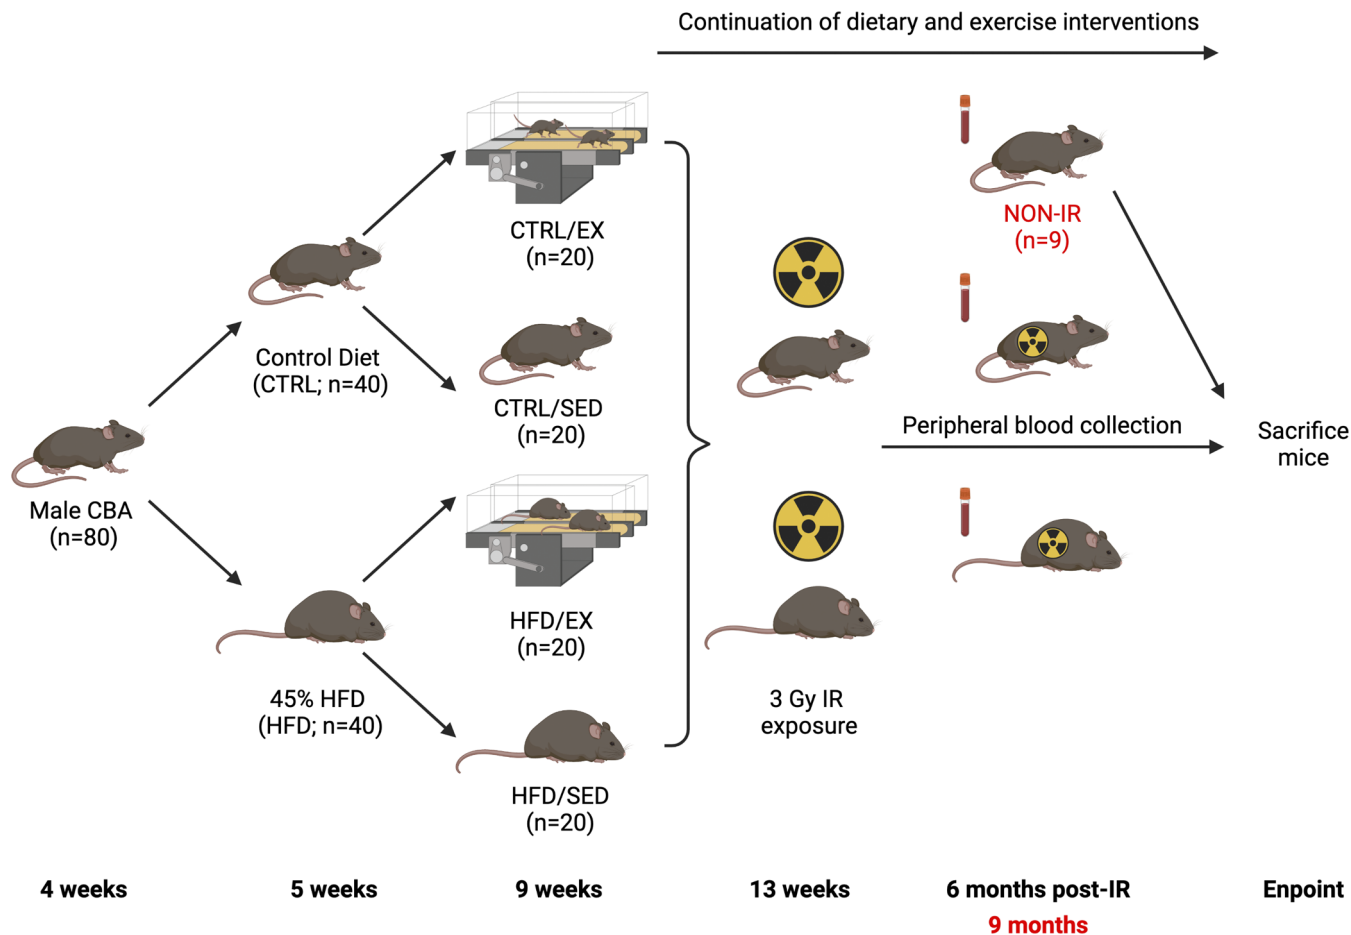 Continuation of dietary and exercise interventions
CTRL/EX
(n=20)
NON-IR
(n=9)
Control Diet
(CTRL; n=40)
CTRL/SED
(n=20)
Peripheral blood collection
Sacrifice
mice
Male CBA
(n=80)
HFD/EX
(n=20)
45% HFD
(HFD; n=40)
3 Gy IR
exposure
HFD/SED
(n=20)
4 weeks
5 weeks
9 weeks
13 weeks
6 months post-IR
Enpoint
9 months